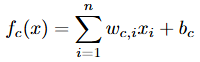 f_c(x) = \sum_{i=1}^{n} w_{c,i} x_i + b_c